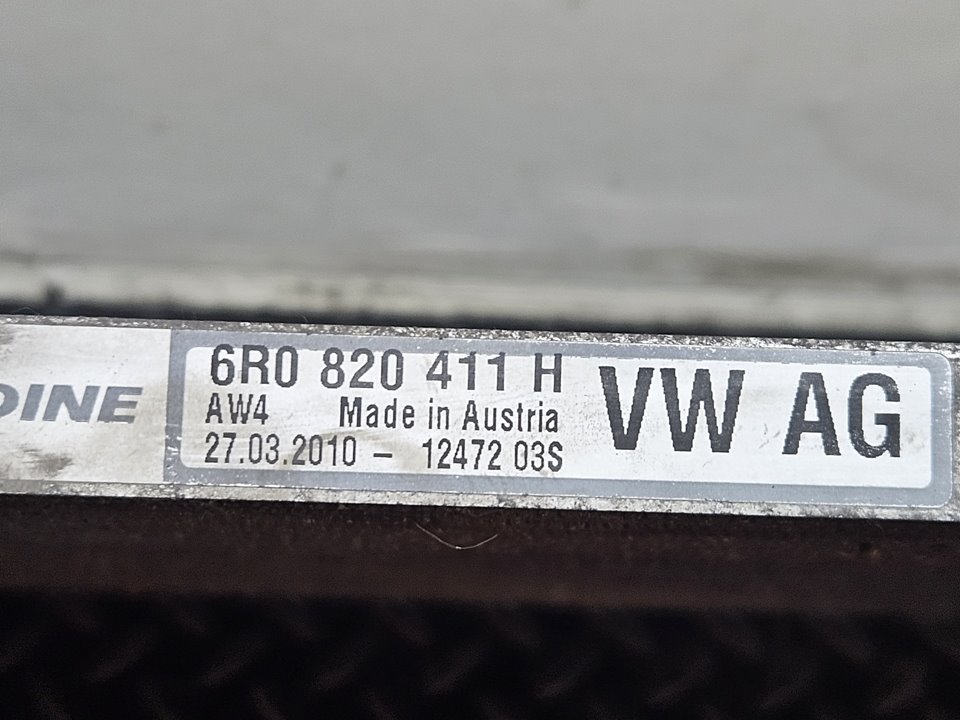 DINE
6R0 820 411 H
AW4 Made in Austria
27.03.2010 – 12472 03S
VW AG